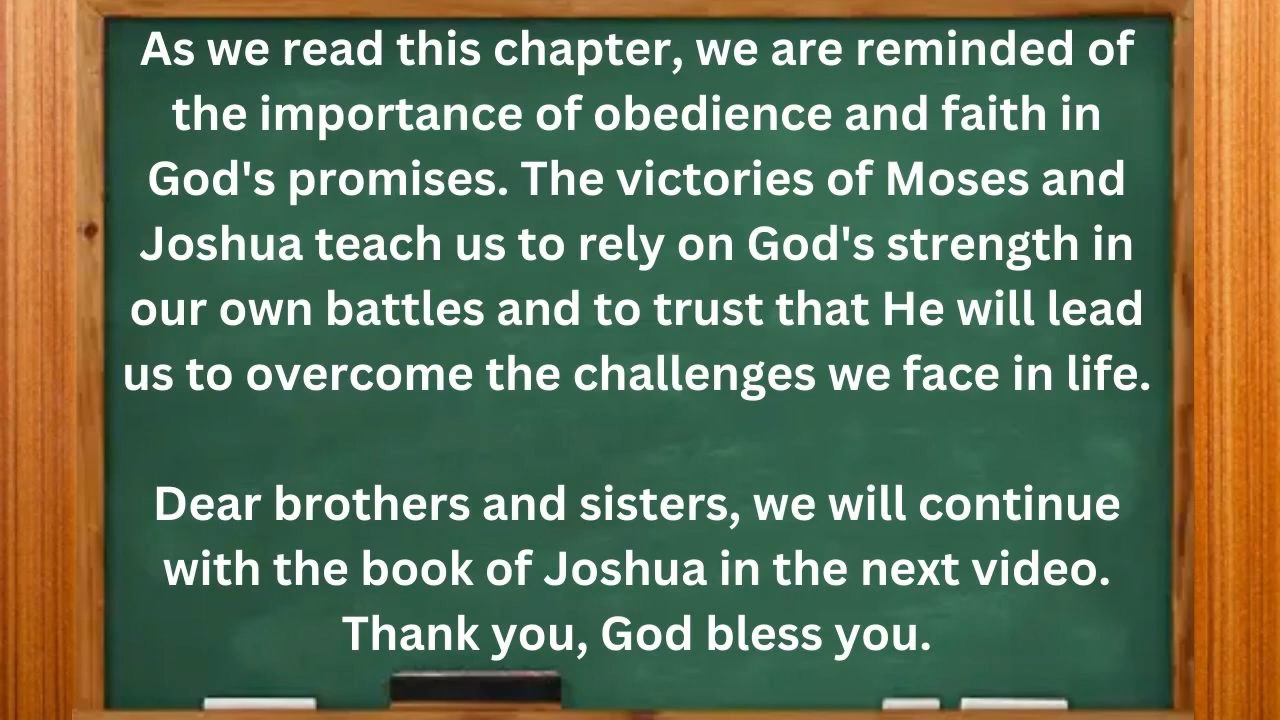 As we read this chapter, we are reminded of
the importance of obedience and faith in
God's promises. The victories of Moses and
Joshua teach us to rely on God's strength in
our own battles and to trust that He will lead
us to overcome the challenges we face in life.
Dear brothers and sisters, we will continue
with the book of Joshua in the next video.
Thank you, God bless you.